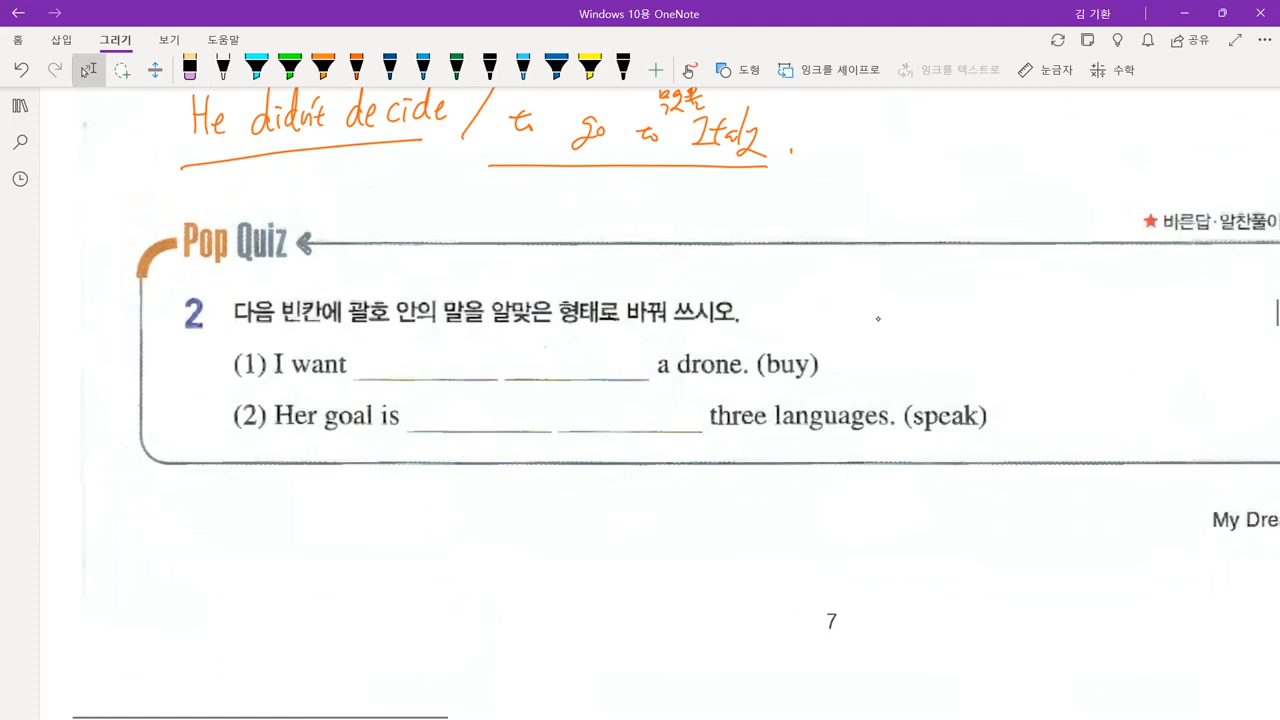 Windows 10용 OneNote
김 기환
홈 삽입 그리기 보기 도움말
공유
도형 잉크를 셰이프로 잉크를 텍스트로 눈금자 수학
He didn't decide / to go to Italy .
Pop Quiz
★ 바른답·알찬풀이
2 다음 빈칸에 괄호 안의 말을 알맞은 형태로 바꿔 쓰시오.
(1) I want ________ ________ a drone. (buy)
(2) Her goal is ________ ________ three languages. (speak)
My Dre
7